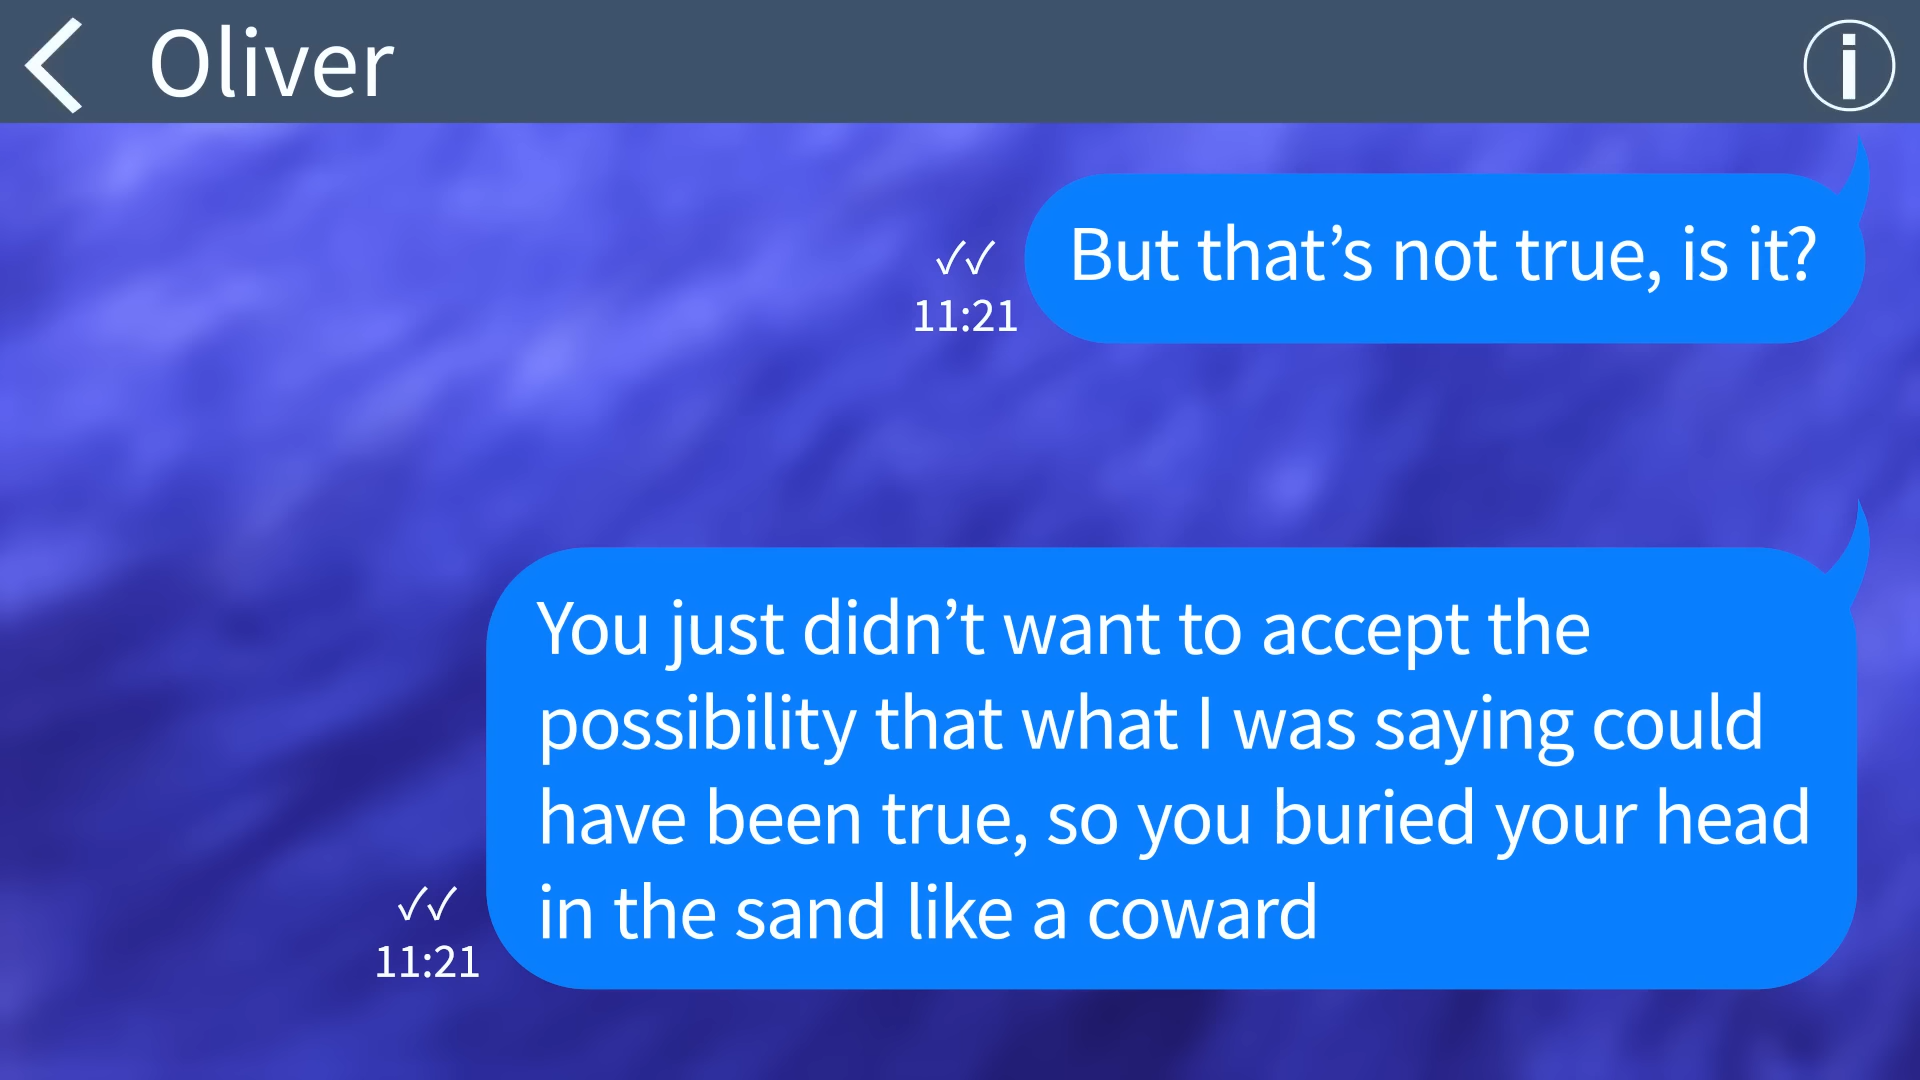 Oliver
But that’s not true, is it?
✓✓
11:21
You just didn’t want to accept the
possibility that what I was saying could
have been true, so you buried your head
in the sand like a coward
✓✓
11:21